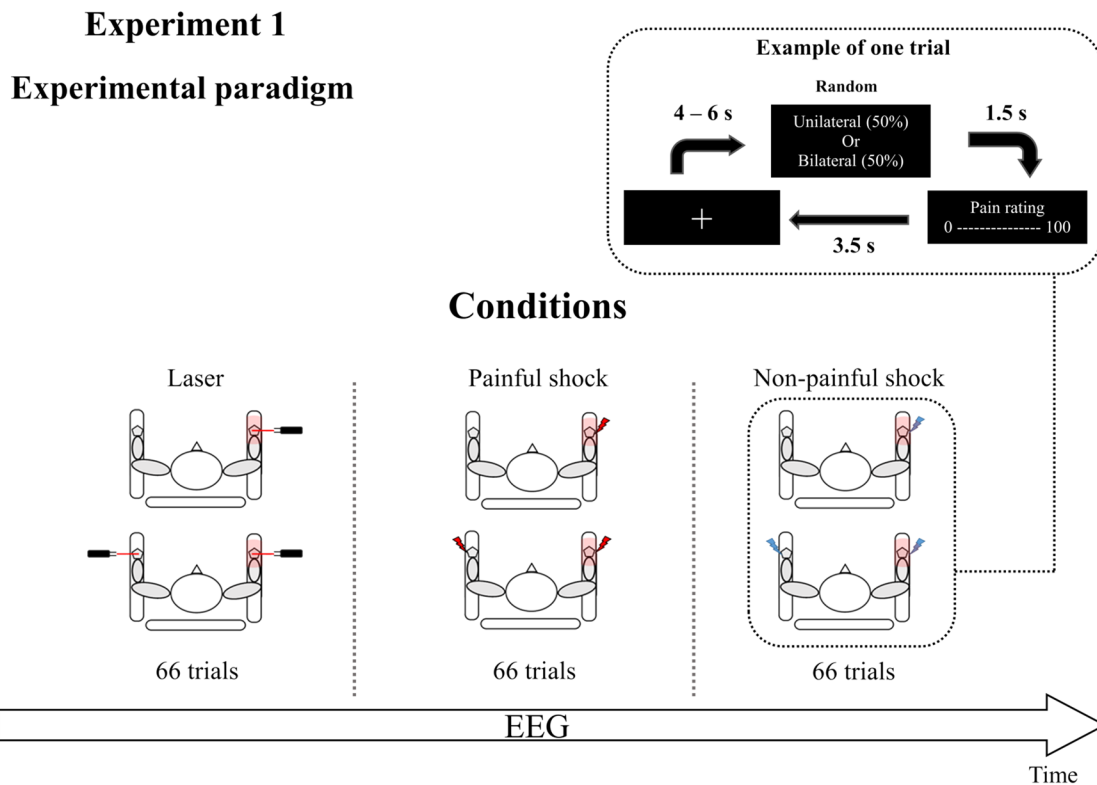 Experiment 1
Experimental paradigm
Example of one trial
Random
4 – 6 s
Unilateral (50%)
Or
Bilateral (50%)
1.5 s
+
Pain rating
0 --------------- 100
3.5 s
Conditions
Laser
Painful shock
Non-painful shock
66 trials
66 trials
66 trials
EEG
Time